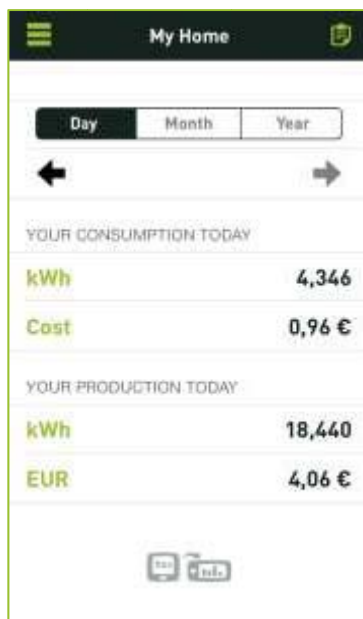 My Home
Day Month Year
YOUR CONSUMPTION TODAY
kWh 4,346
Cost 0,96 €
YOUR PRODUCTION TODAY
kWh 18,440
EUR 4,06 €